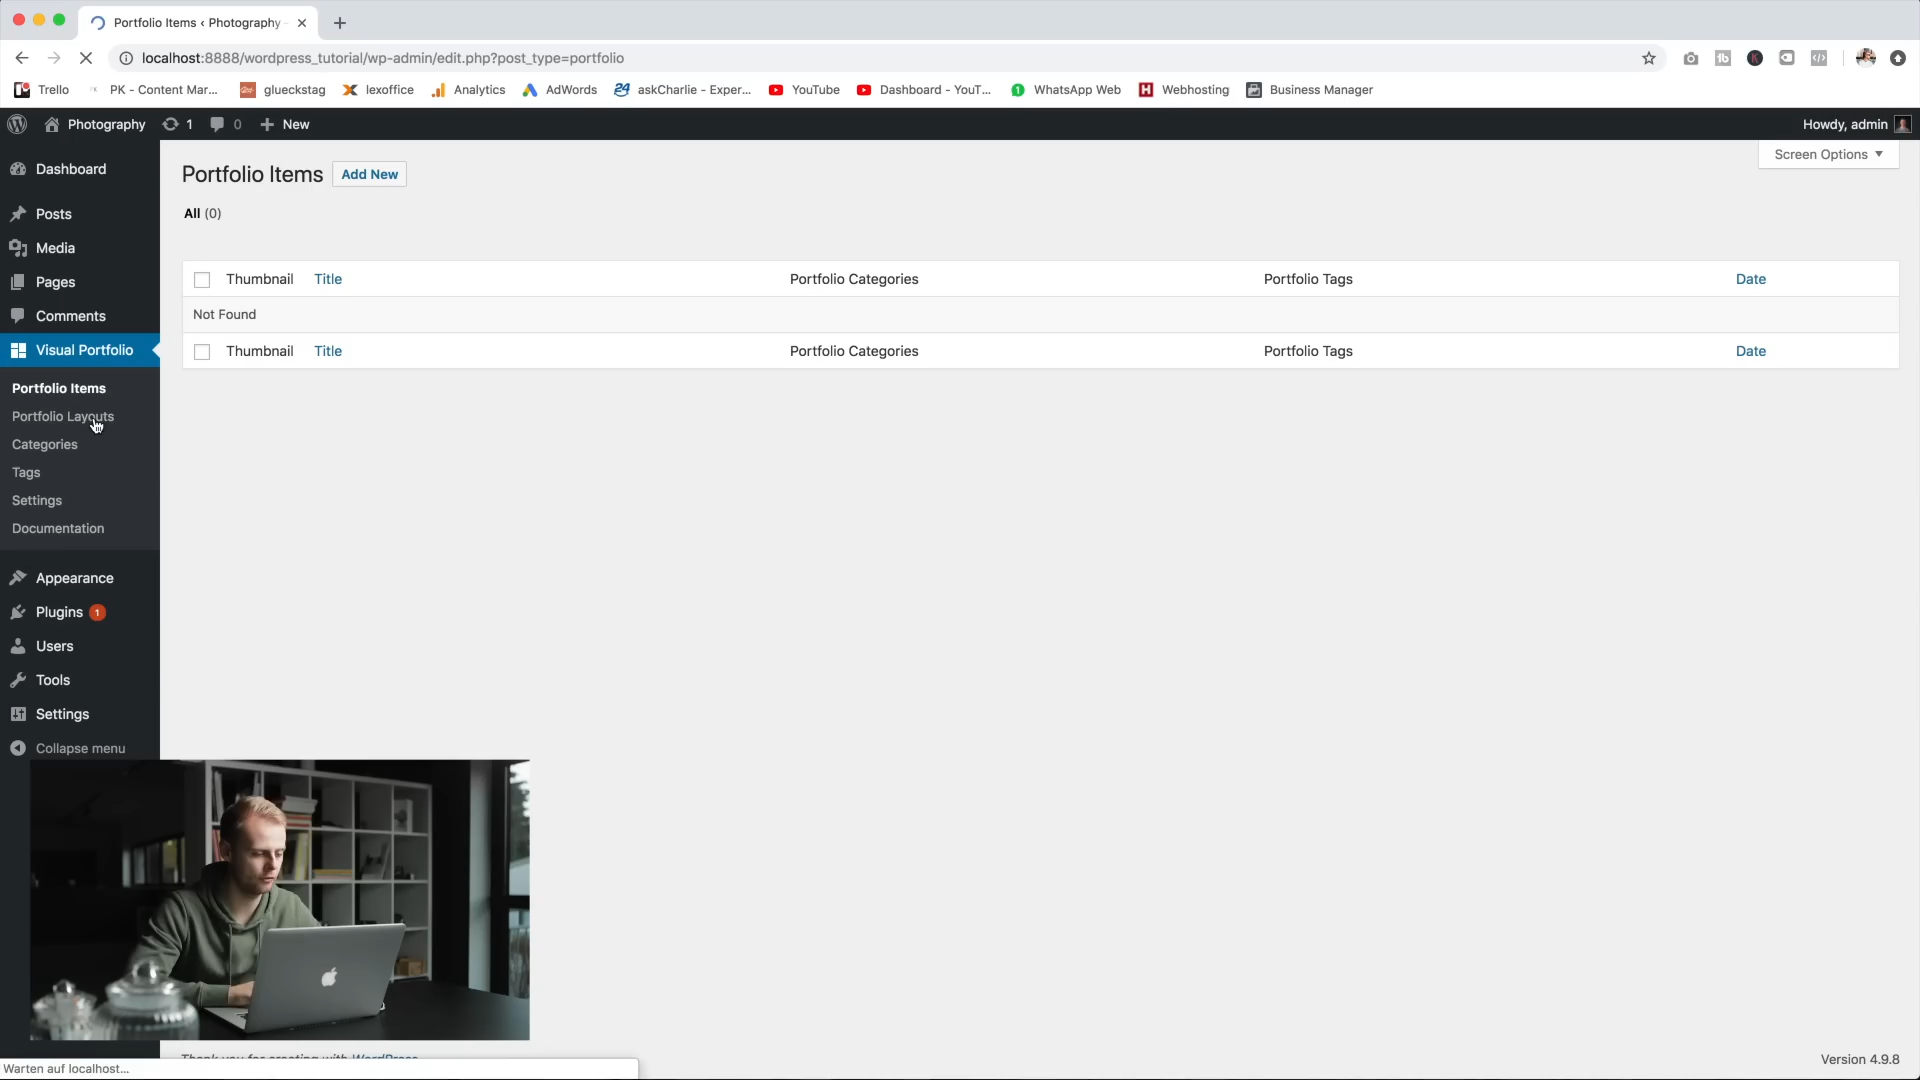 Portfolio Items ‹ Photography
localhost:8888/wordpress_tutorial/wp-admin/edit.php?post_type=portfolio
Trello
PK - Content Mar...
glueckstag
lexoffice
Analytics
AdWords
24 askCharlie - Exper...
YouTube
Dashboard - YouT...
1 WhatsApp Web
H Webhosting
Business Manager
Photography
1
0
New
Howdy, admin
Screen Options
Dashboard
Posts
Media
Pages
Comments
Visual Portfolio
Portfolio Items
Portfolio Layouts
Categories
Tags
Settings
Documentation
Appearance
Plugins 1
Users
Tools
Settings
Collapse menu
Portfolio Items
Add New
All (0)
Thumbnail Title Portfolio Categories Portfolio Tags Date
Not Found
Thumbnail Title Portfolio Categories Portfolio Tags Date
Thank you for creating with WordPress
Version 4.9.8
Warten auf localhost...